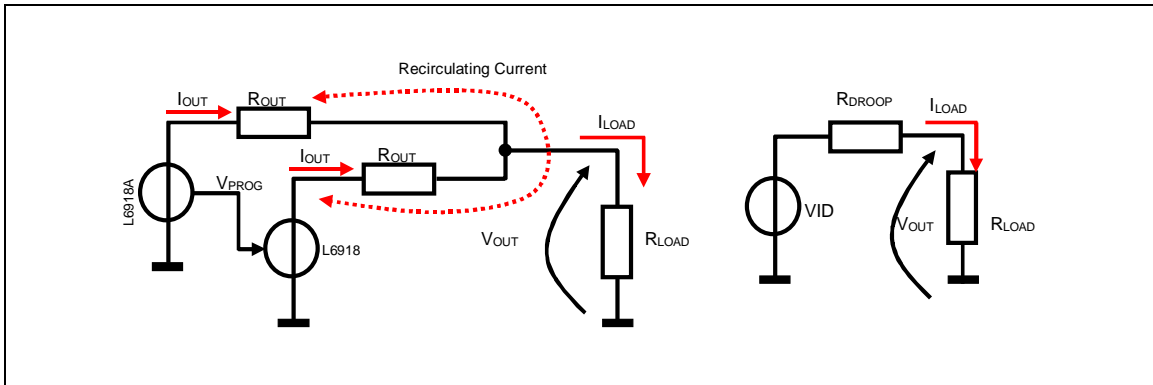 Recirculating Current
IOUT
ROUT
ILOAD
IOUT
ROUT
VPROG
L6918A
L6918
VOUT
RLOAD
RDROOP
ILOAD
VID
VOUT
RLOAD